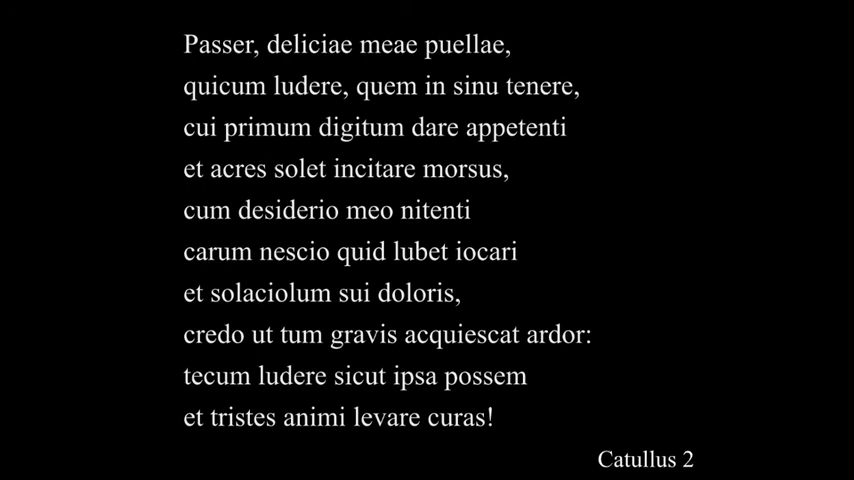 Passer, deliciae meae puellae,
quicum ludere, quem in sinu tenere,
cui primum digitum dare appetenti
et acres solet incitare morsus,
cum desiderio meo nitenti
carum nescio quid lubet iocari
et solaciolum sui doloris,
credo ut tum gravis acquiescat ardor:
tecum ludere sicut ipsa possem
et tristes animi levare curas!
Catullus 2